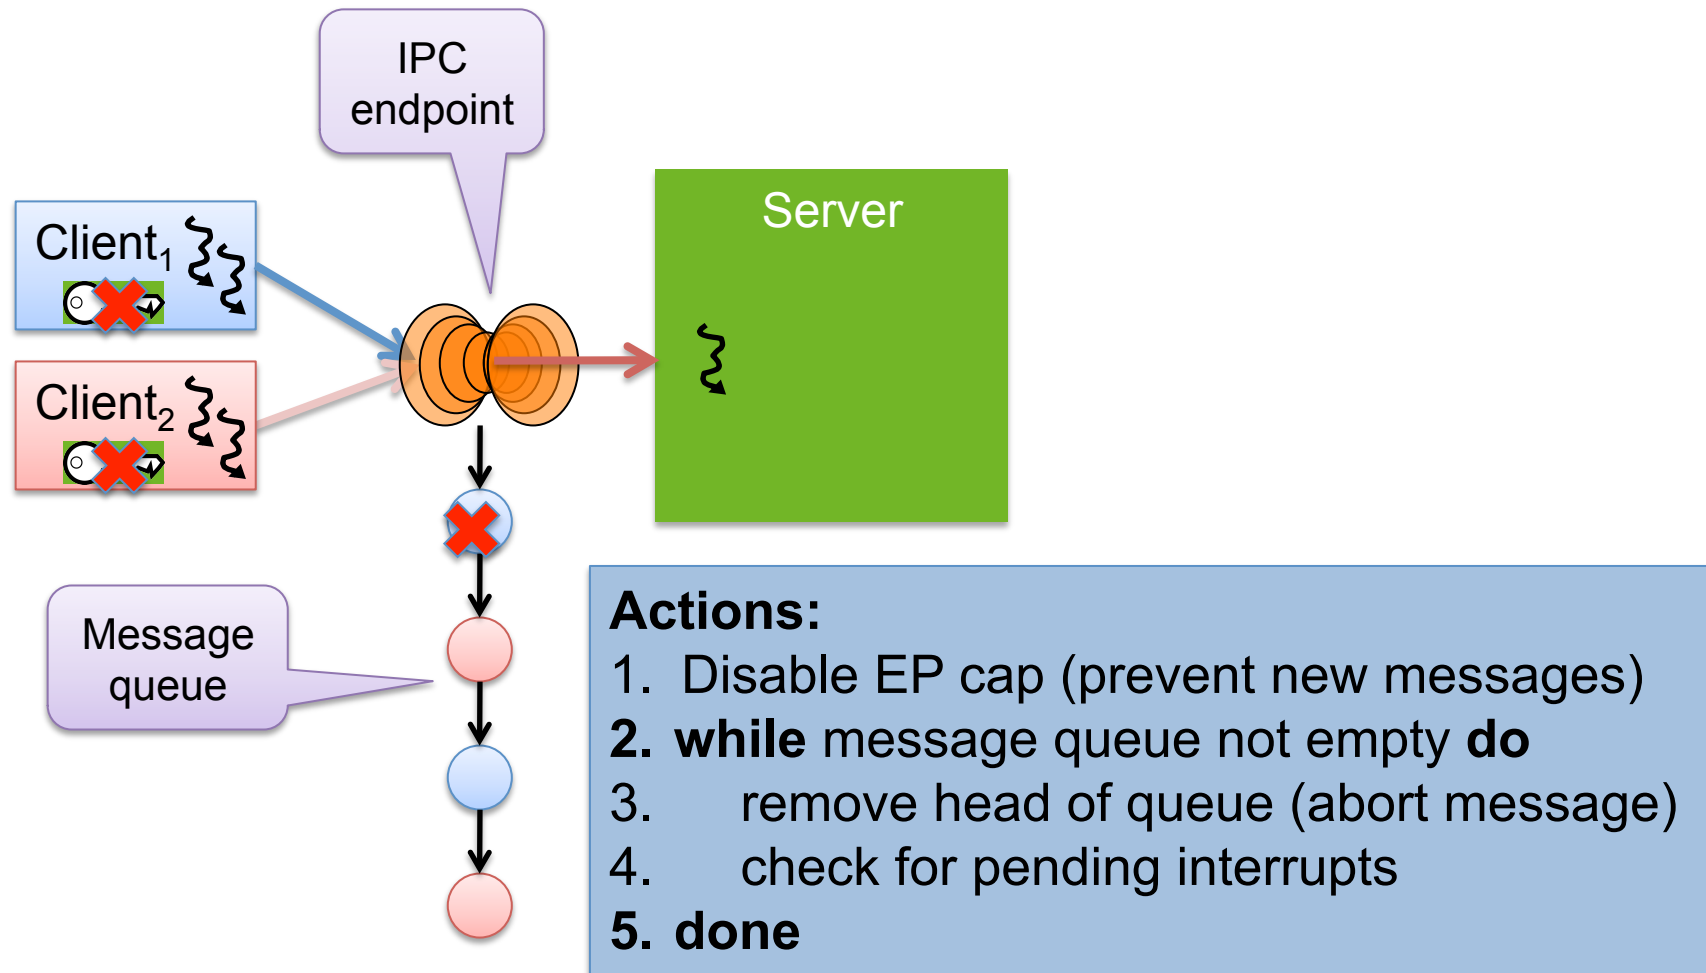 IPC
endpoint
Server
Client₁
Client₂
Message
queue
Actions:
1. Disable EP cap (prevent new messages)
2. while message queue not empty do
3. remove head of queue (abort message)
4. check for pending interrupts
5. done